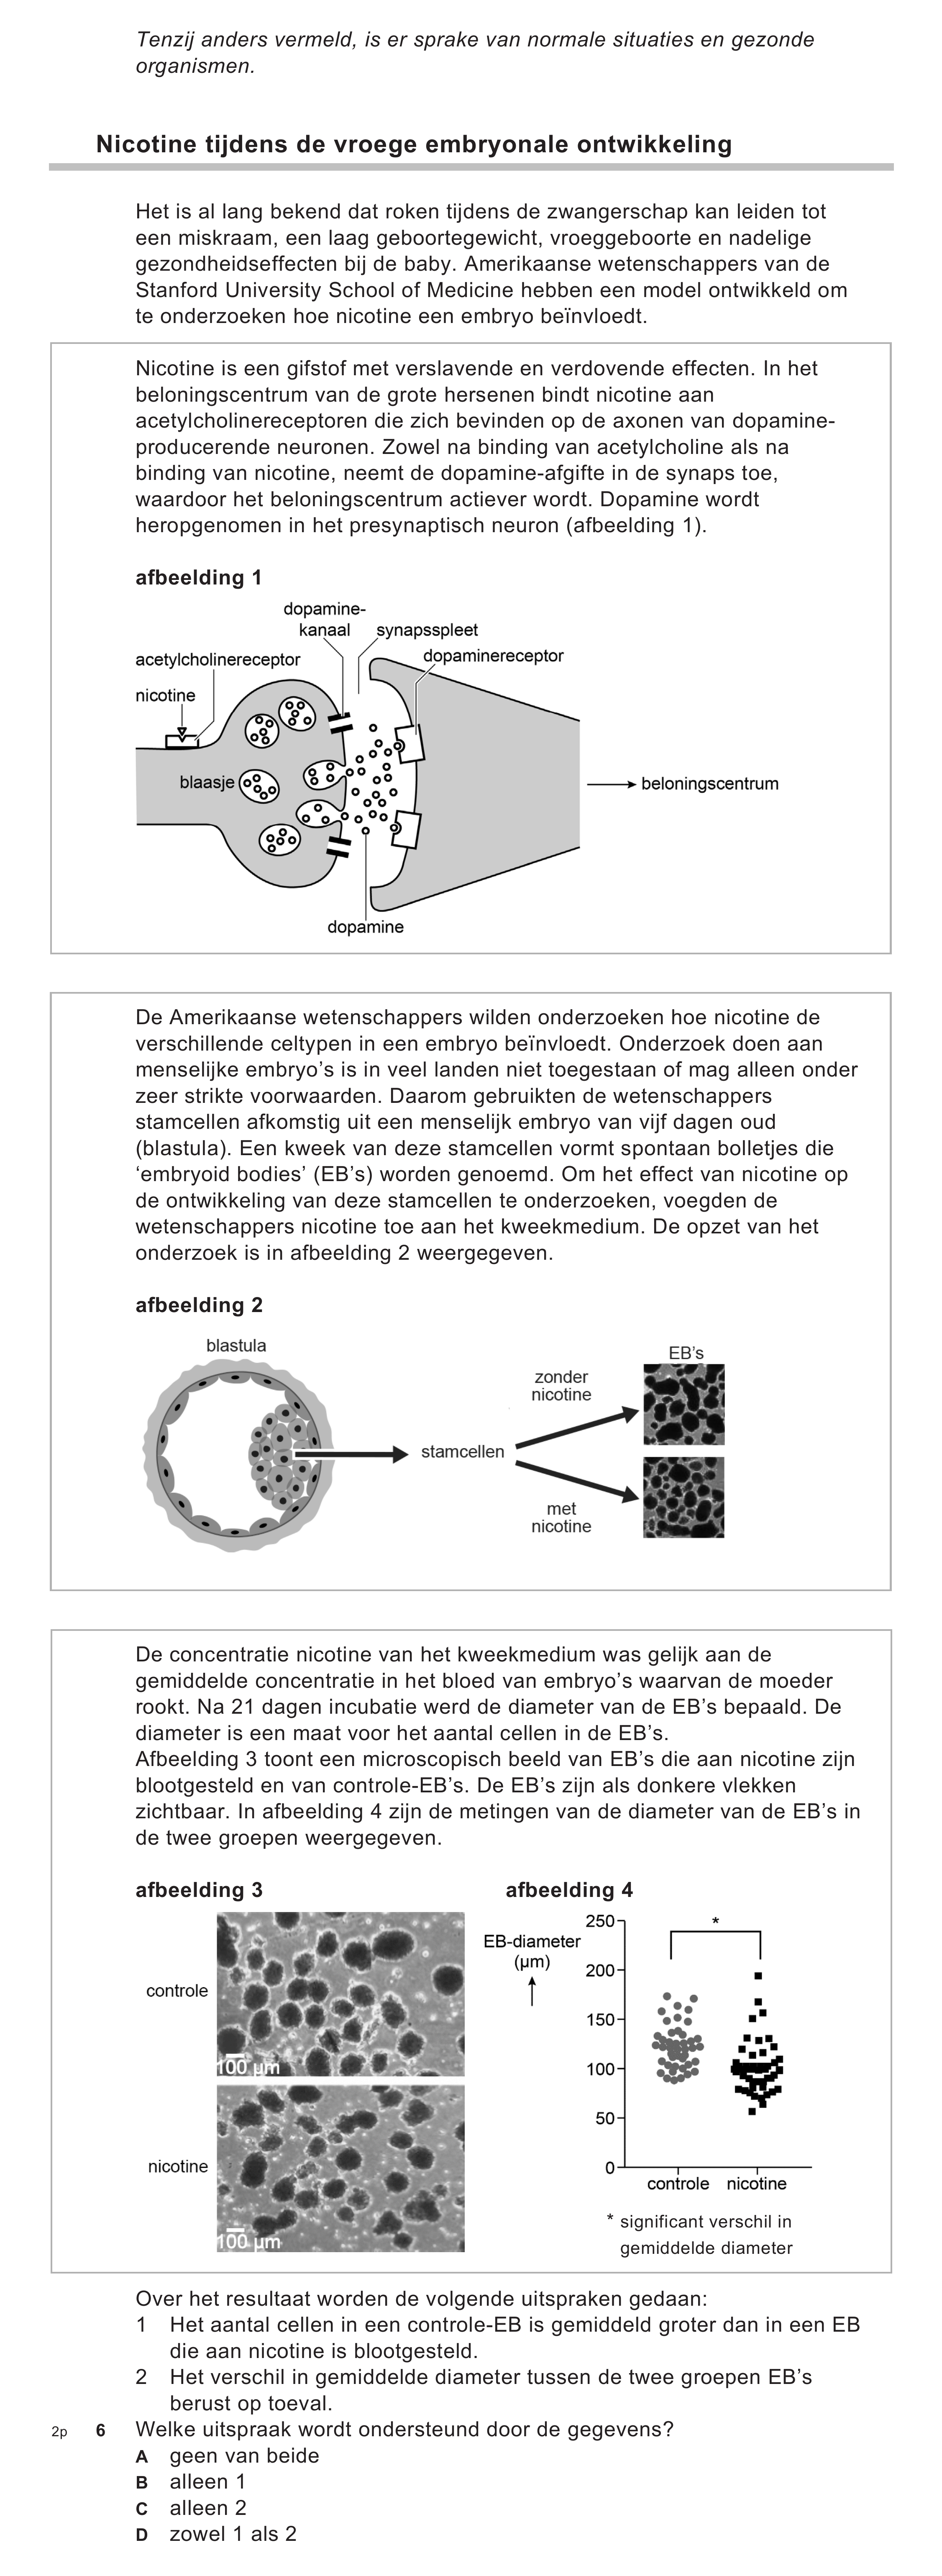 Tenzij anders vermeld, is er sprake van normale situaties en gezonde
organismen.
Nicotine tijdens de vroege embryonale ontwikkeling
Het is al lang bekend dat roken tijdens de zwangerschap kan leiden tot
een miskraam, een laag geboortegewicht, vroeggeboorte en nadelige
gezondheidseffecten bij de baby. Amerikaanse wetenschappers van de
Stanford University School of Medicine hebben een model ontwikkeld om
te onderzoeken hoe nicotine een embryo beïnvloedt.
Nicotine is een gifstof met verslavende en verdovende effecten. In het
beloningscentrum van de grote hersenen bindt nicotine aan
acetylcholinereceptoren die zich bevinden op de axonen van dopamine-
producerende neuronen. Zowel na binding van acetylcholine als na
binding van nicotine, neemt de dopamine-afgifte in de synaps toe,
waardoor het beloningscentrum actiever wordt. Dopamine wordt
heropgenomen in het presynaptisch neuron (afbeelding 1).
afbeelding 1
dopamine-
kanaal
synapsspleet
acetylcholinereceptor
dopaminereceptor
nicotine
blaasje
beloningscentrum
dopamine
De Amerikaanse wetenschappers wilden onderzoeken hoe nicotine de
verschillende celtypen in een embryo beïnvloedt. Onderzoek doen aan
menselijke embryo's is in veel landen niet toegestaan of mag alleen onder
zeer strikte voorwaarden. Daarom gebruikten de wetenschappers
stamcellen afkomstig uit een menselijk embryo van vijf dagen oud
(blastula). Een kweek van deze stamcellen vormt spontaan bolletjes die
‘embryoid bodies’ (EB's) worden genoemd. Om het effect van nicotine op
de ontwikkeling van deze stamcellen te onderzoeken, voegden de
wetenschappers nicotine toe aan het kweekmedium. De opzet van het
onderzoek is in afbeelding 2 weergegeven.
afbeelding 2
blastula
EB's
zonder
nicotine
stamcellen
met
nicotine
De concentratie nicotine van het kweekmedium was gelijk aan de
gemiddelde concentratie in het bloed van embryo's waarvan de moeder
rookt. Na 21 dagen incubatie werd de diameter van de EB's bepaald. De
diameter is een maat voor het aantal cellen in de EB's.
Afbeelding 3 toont een microscopisch beeld van EB's die aan nicotine zijn
blootgesteld en van controle-EB's. De EB's zijn als donkere vlekken
zichtbaar. In afbeelding 4 zijn de metingen van de diameter van de EB's in
de twee groepen weergegeven.
afbeelding 3
controle
100 µm
nicotine
100 µm
afbeelding 4
EB-diameter
(µm)
250
200
150
100
50
0
*
controle nicotine
* significant verschil in
gemiddelde diameter
Over het resultaat worden de volgende uitspraken gedaan:
1 Het aantal cellen in een controle-EB is gemiddeld groter dan in een EB
die aan nicotine is blootgesteld.
2 Het verschil in gemiddelde diameter tussen de twee groepen EB's
berust op toeval.
2p 6 Welke uitspraak wordt ondersteund door de gegevens?
A geen van beide
B alleen 1
C alleen 2
D zowel 1 als 2